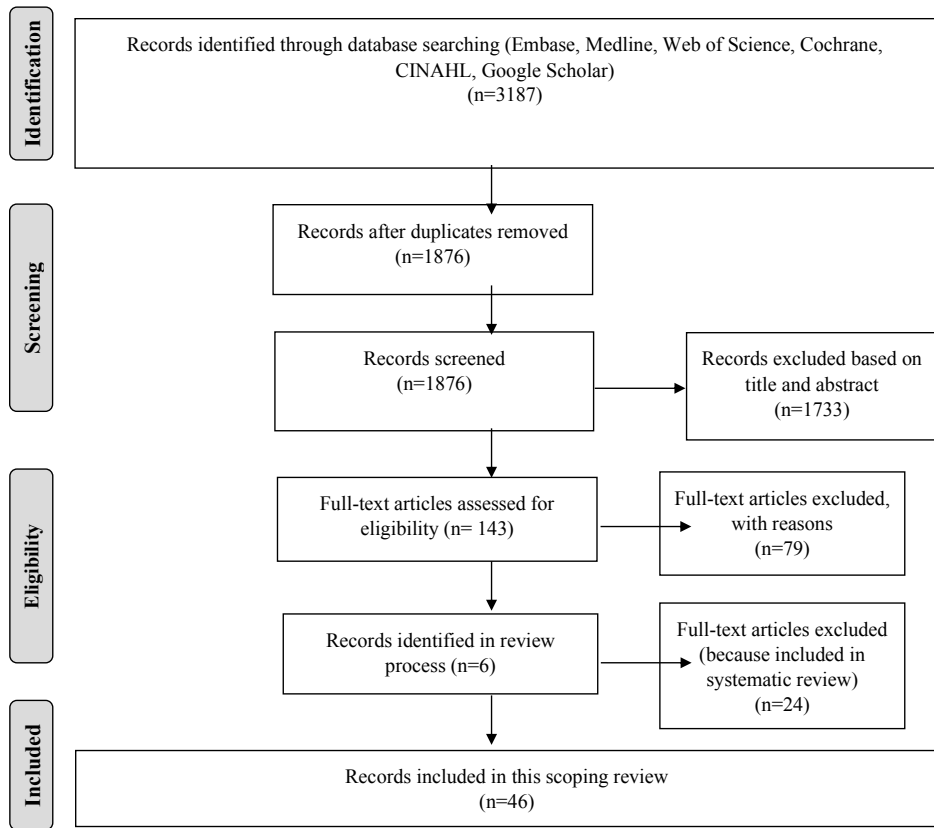 Identification
Records identified through database searching (Embase, Medline, Web of Science, Cochrane,
CINAHL, Google Scholar)
(n=3187)
Screening
Records after duplicates removed
(n=1876)
Records screened
(n=1876)
Records excluded based on
title and abstract
(n=1733)
Eligibility
Full-text articles assessed for
eligibility (n= 143)
Full-text articles excluded,
with reasons
(n=79)
Records identified in review
process (n=6)
Full-text articles excluded
(because included in
systematic review)
(n=24)
Included
Records included in this scoping review
(n=46)